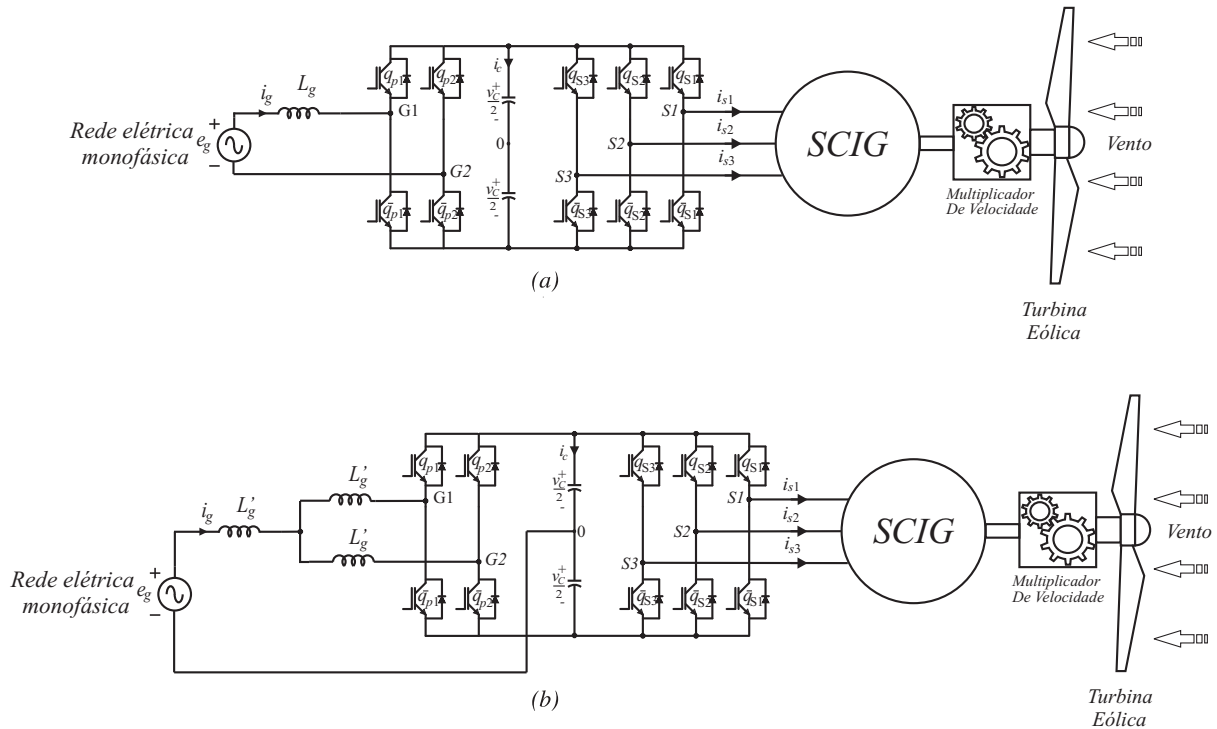 i_g
L_g
Rede elétrica
monofásica
e_g
+
−
q_p1
q_p2
G1
G2
q̄_p1
q̄_p2
i_c
v_C/2
+
-
0
v_C/2
+
-
q_S3
q_S2
q_S1
S1
S2
S3
q̄_S3
q̄_S2
q̄_S1
i_s1
i_s2
i_s3
SCIG
Multiplicador
De Velocidade
Vento
Turbina
Eólica
(a)
i_g
L'_g
L'_g
L'_g
Rede elétrica
monofásica
e_g
+
−
q_p1
q_p2
G1
G2
q̄_p1
q̄_p2
i_c
v_C/2
+
-
0
v_C/2
+
-
q_S3
q_S2
q_S1
S1
S2
S3
q̄_S3
q̄_S2
q̄_S1
i_s1
i_s2
i_s3
SCIG
Multiplicador
De Velocidade
Vento
Turbina
Eólica
(b)